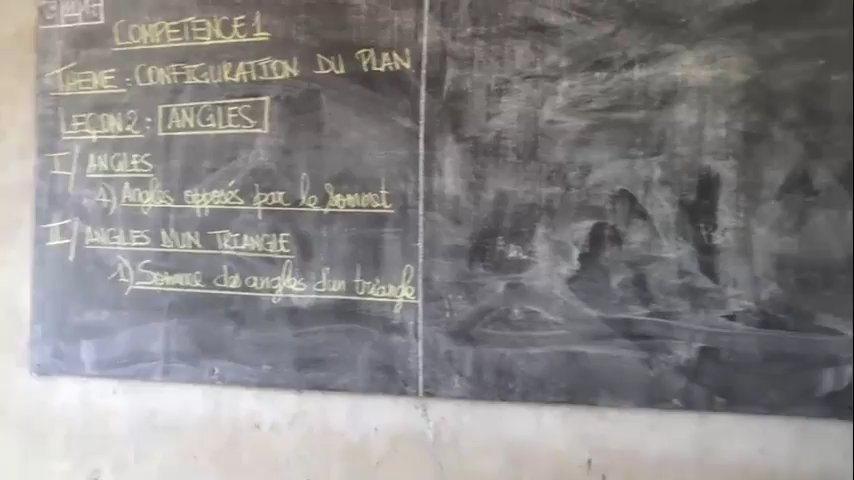 COMPETENCE 1
THEME : CONFIGURATION DU PLAN
LEÇON 2 : ANGLES
I/ ANGLES
Angles opposés par le Sommet
II/ ANGLES D'UN TRIANGLE
1) Somme des angles d'un triangle